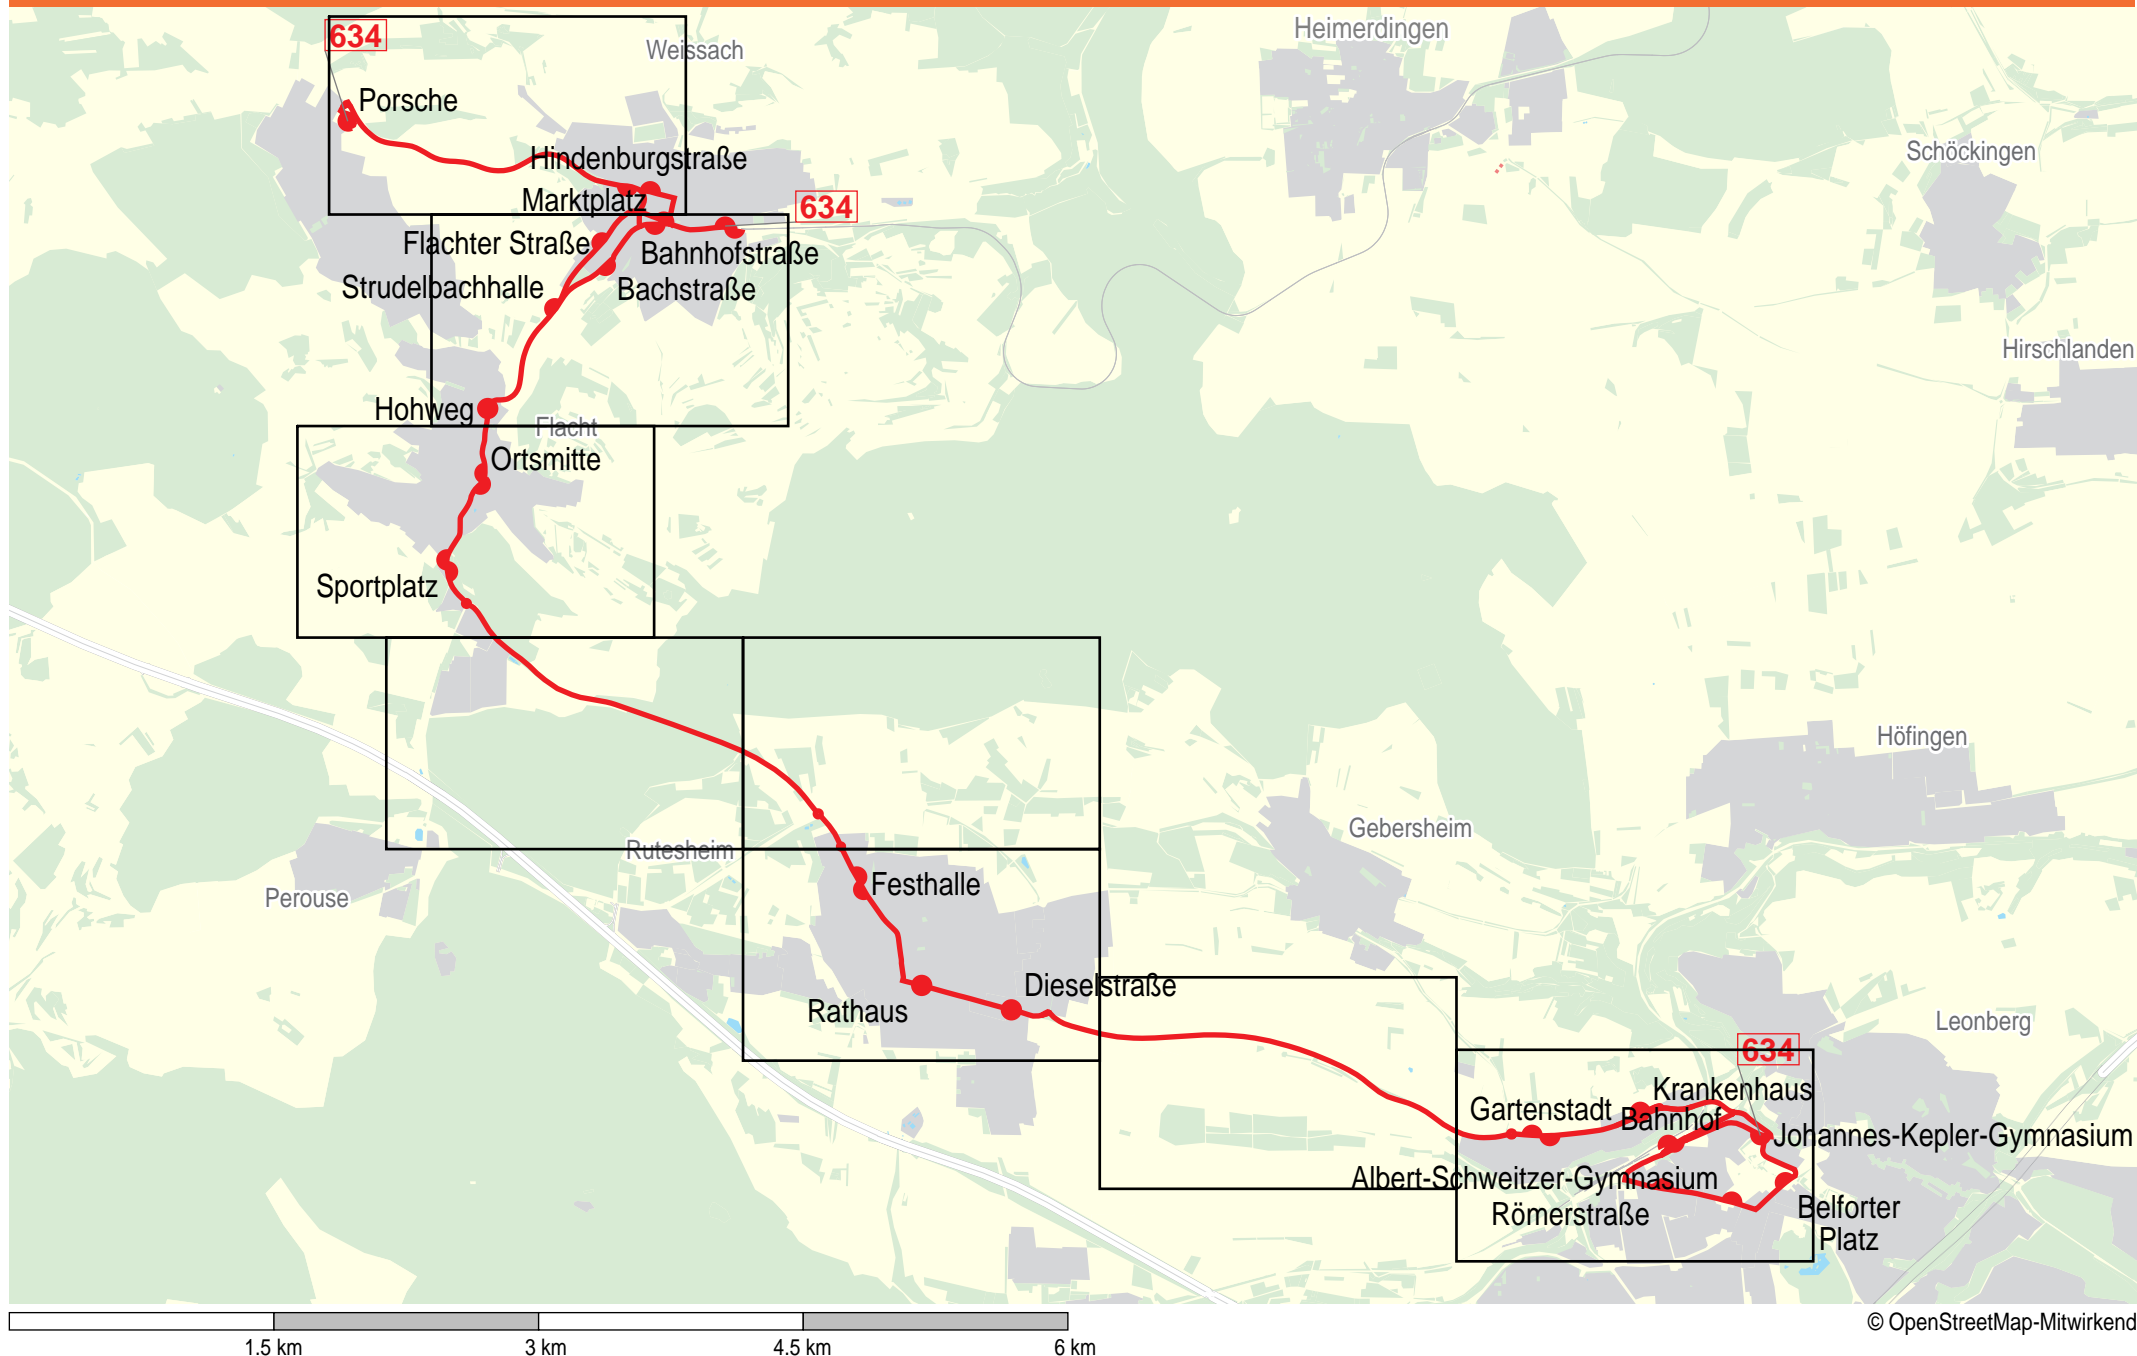 634
Heimerdingen
Weissach
Porsche
Schöckingen
Hindenburgstraße
Marktplatz
634
Flachter Straße
Bahnhofstraße
Strudelbachhalle
Bachstraße
Hirschlanden
Hohweg
Flacht
Ortsmitte
Sportplatz
Höfingen
Gebersheim
Rutesheim
Perouse
Festhalle
Dieselstraße
Rathaus
Leonberg
634
Krankenhaus
Gartenstadt
Bahnhof
Johannes-Kepler-Gymnasium
Albert-Schweitzer-Gymnasium
Römerstraße
Belforter
Platz
© OpenStreetMap-Mitwirkend
1.5 km
3 km
4.5 km
6 km